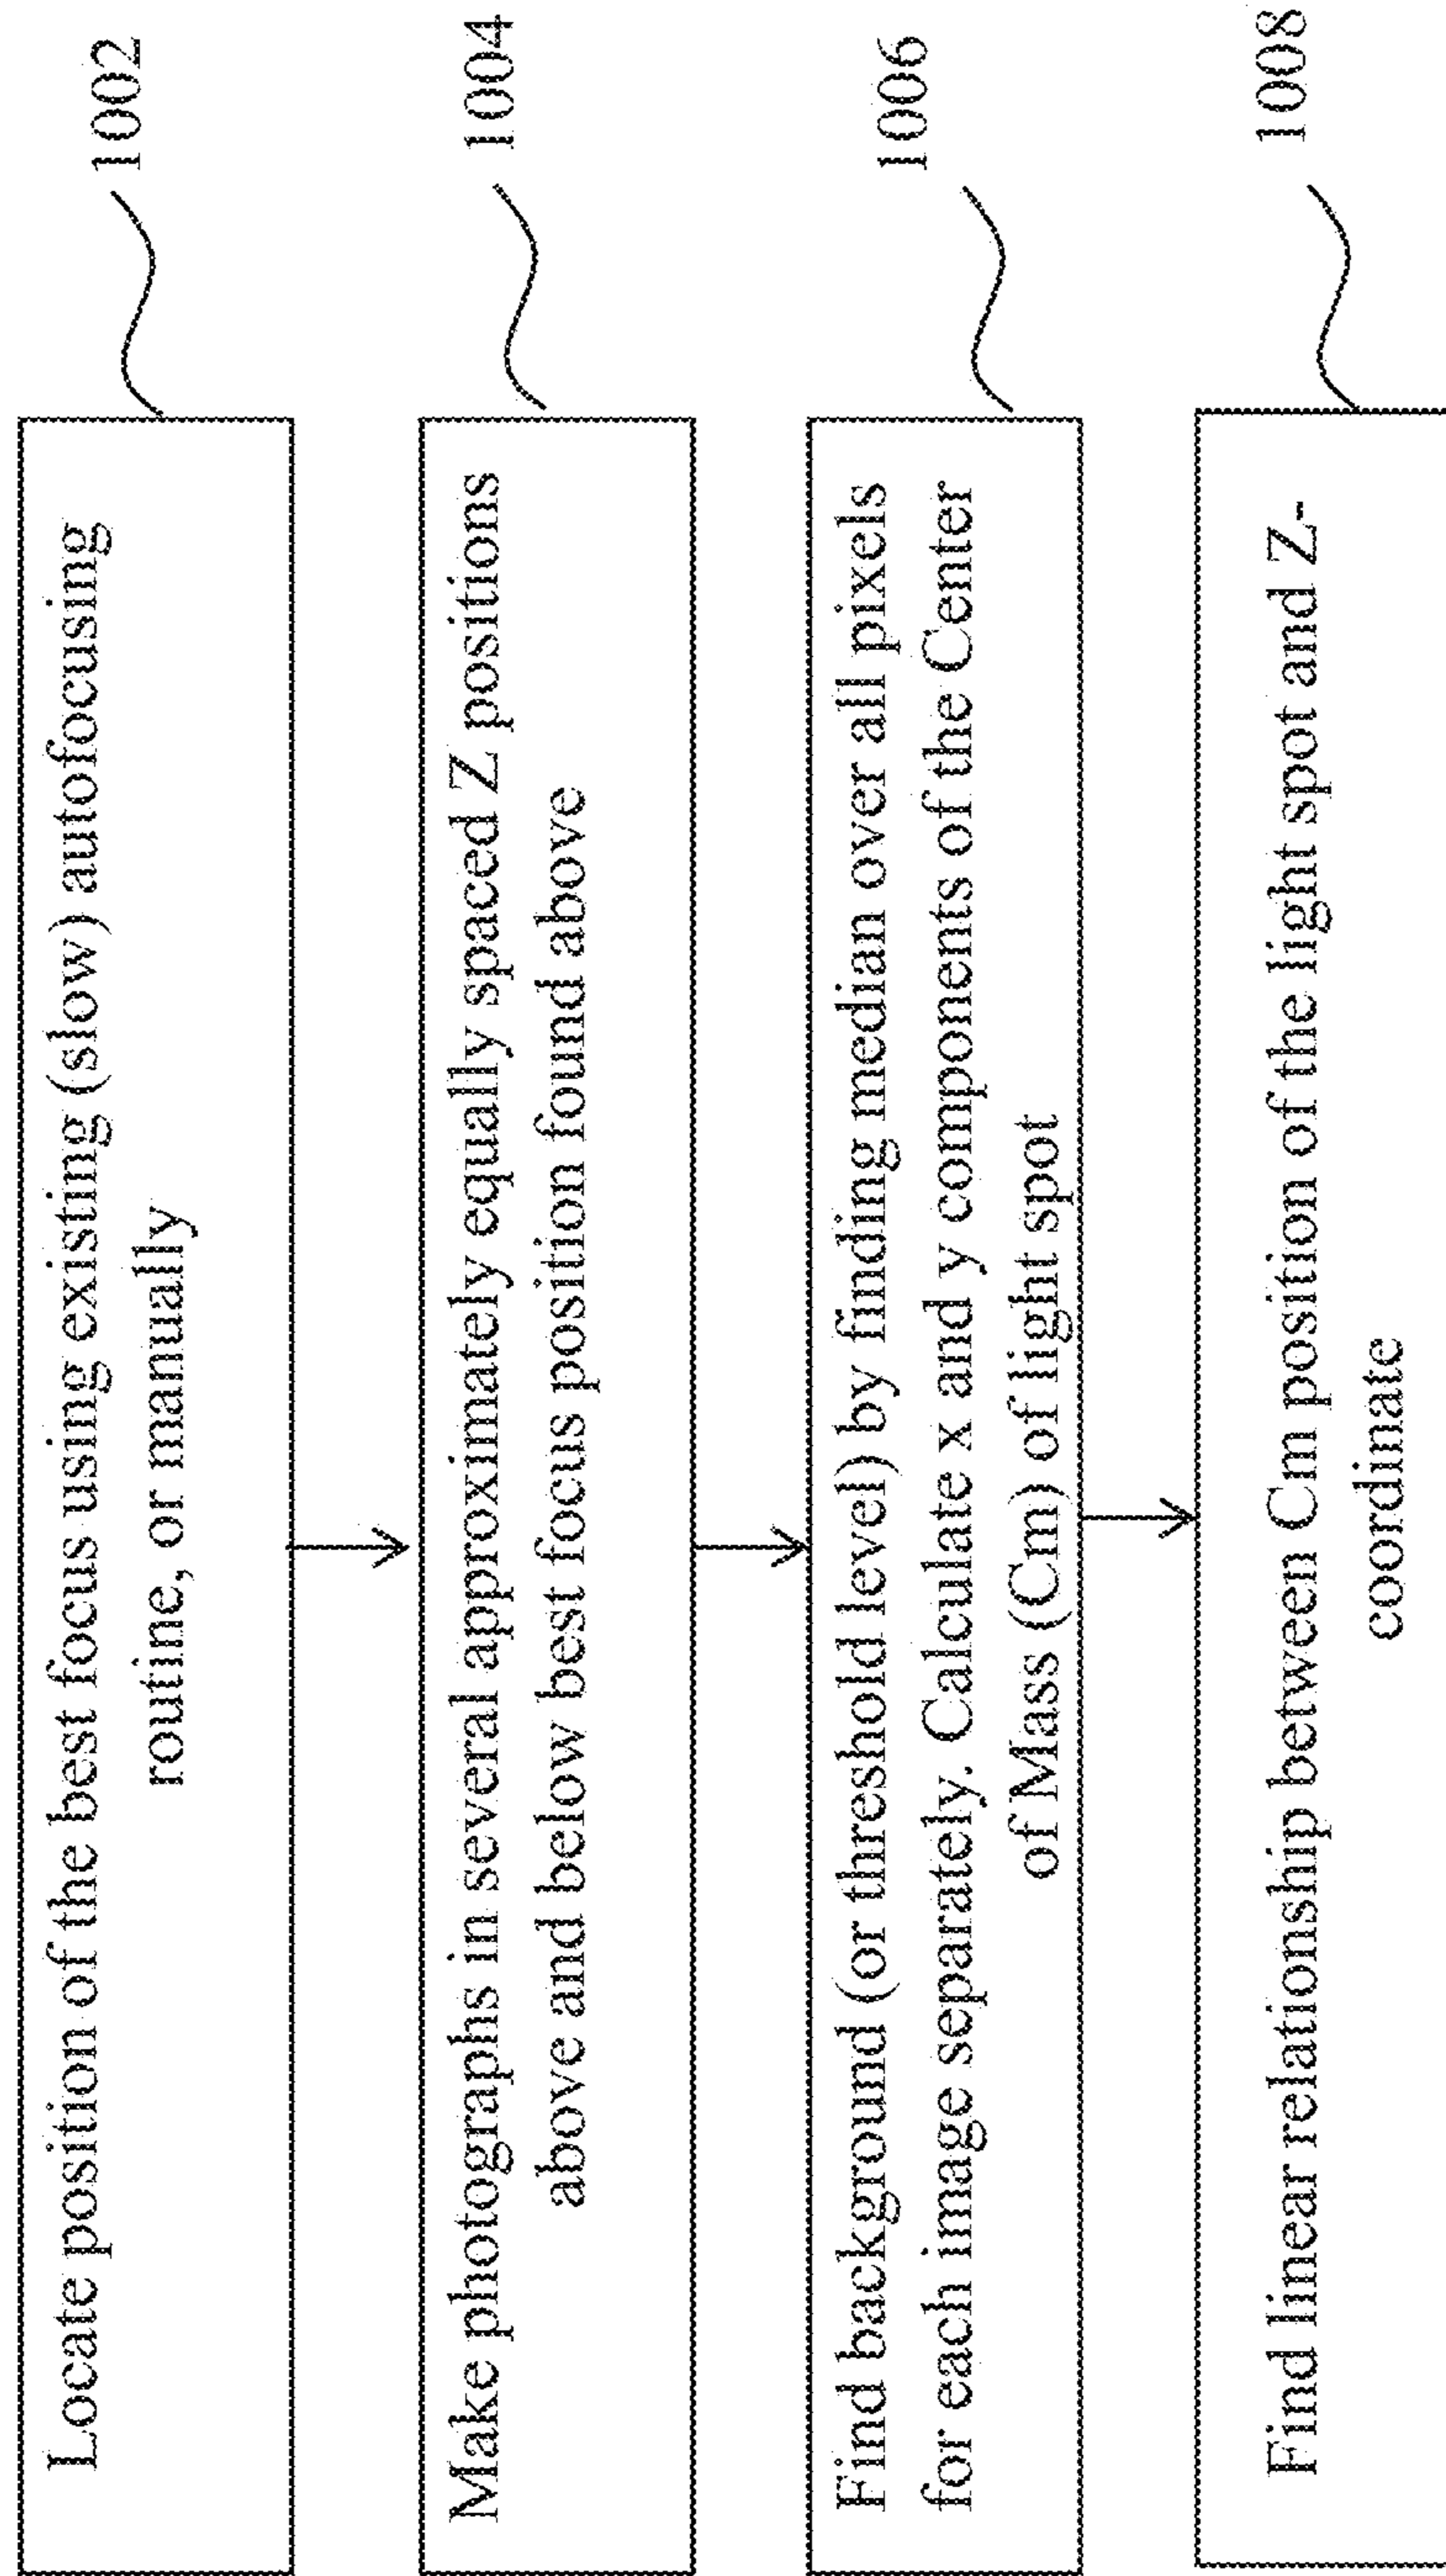 Locate position of the best focus using existing (slow) autofocusing
routine, or manually
1002
Make photographs in several approximately equally spaced Z positions
above and below best focus position found above
1004
Find background (or threshold level) by finding median over all pixels
for each image separately. Calculate x and y components of the Center
of Mass (Cm) of light spot
1006
Find linear relationship between Cm position of the light spot and Z-
coordinate
1008